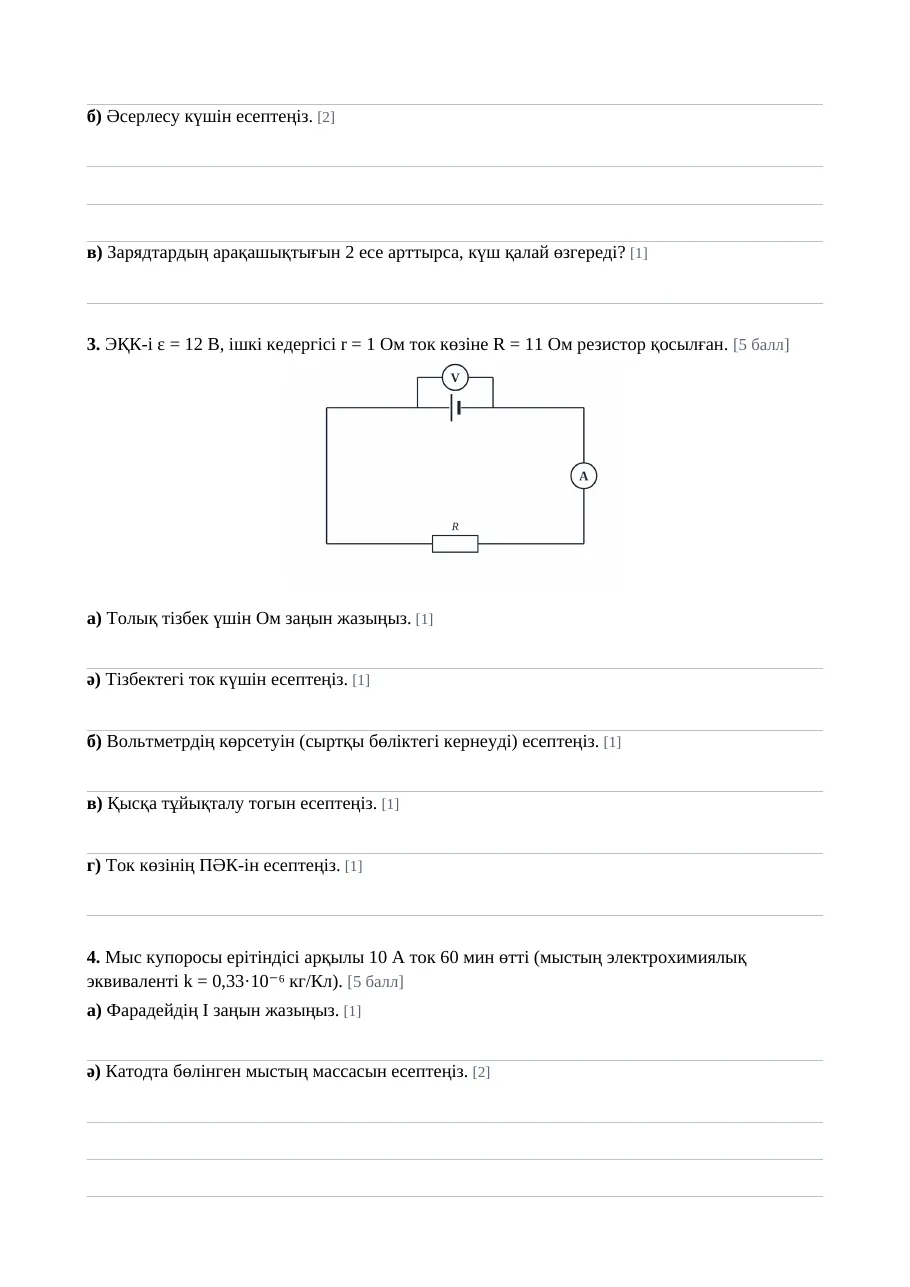 б) Әсерлесу күшін есептеңіз. [2]
в) Зарядтардың арақашықтығын 2 есе арттырса, күш қалай өзгереді? [1]
3. ЭҚК-і ε = 12 В, ішкі кедергісі r = 1 Ом ток көзіне R = 11 Ом резистор қосылған. [5 балл]
V
A
R
а) Толық тізбек үшін Ом заңын жазыңыз. [1]
ә) Тізбектегі ток күшін есептеңіз. [1]
б) Вольтметрдің көрсетуін (сыртқы бөліктегі кернеуді) есептеңіз. [1]
в) Қысқа тұйықталу тогын есептеңіз. [1]
г) Ток көзінің ПӘК-ін есептеңіз. [1]
4. Мыс купоросы ерітіндісі арқылы 10 А ток 60 мин өтті (мыстың электрохимиялық
эквиваленті k = 0,33·10⁻⁶ кг/Кл). [5 балл]
а) Фарадейдің I заңын жазыңыз. [1]
ә) Катодта бөлінген мыстың массасын есептеңіз. [2]